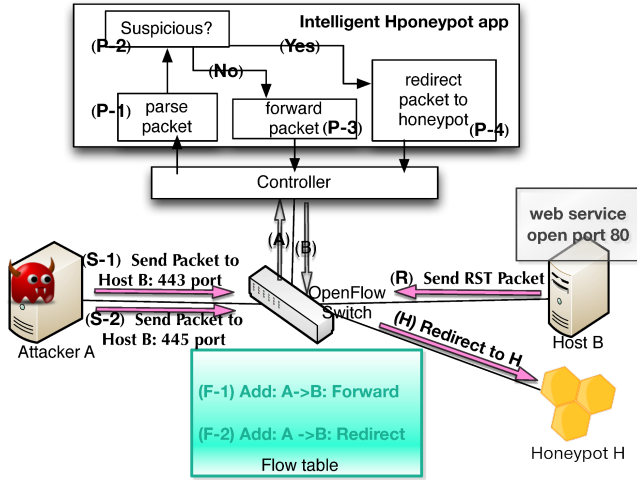 Intelligent Hponeypot app
Suspicious?
(P-2)
(Yes)
(No)
(P-1)
parse
packet
forward
packet
(P-3)
redirect
packet to
honeypot
(P-4)
Controller
(A)
(B)
web service
open port 80
(S-1) Send Packet to
Host B: 443 port
(S-2) Send Packet to
Host B: 445 port
(R) Send RST Packet
OpenFlow
Switch
(H) Redirect to H
Attacker A
Host B
Honeypot H
(F-1) Add: A->B: Forward
(F-2) Add: A ->B: Redirect
Flow table